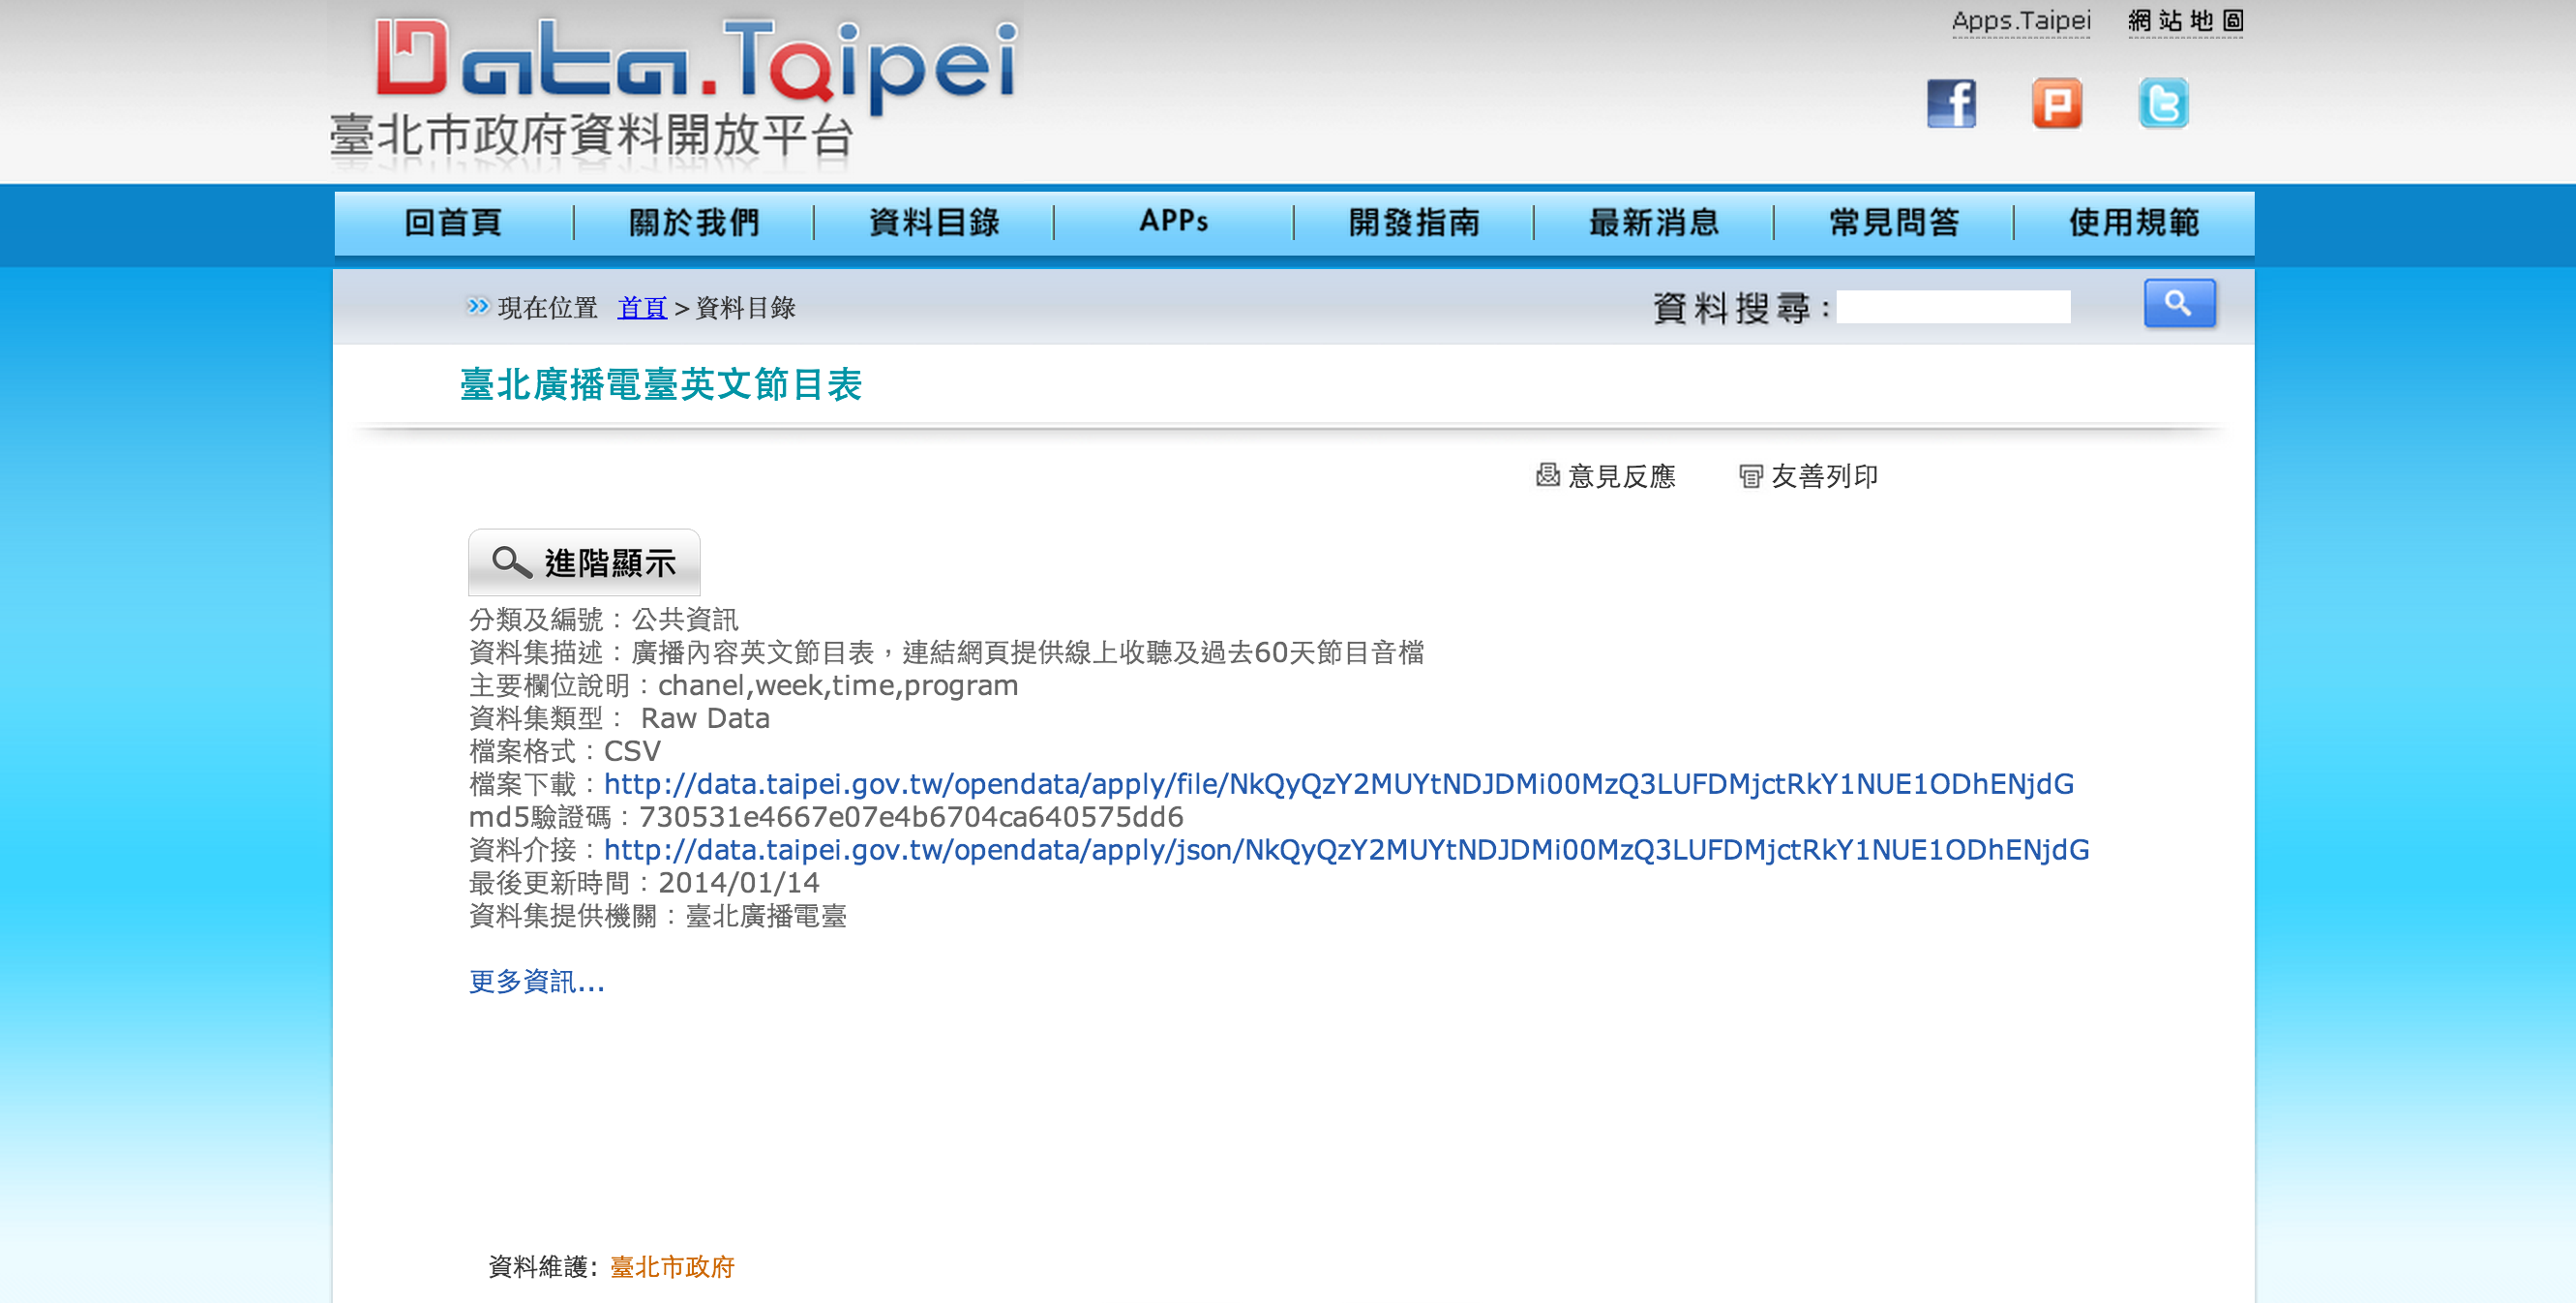 Data.Taipei
臺北市政府資料開放平台
Apps.Taipei 網站地圖
回首頁 關於我們 資料目錄 APPs 開發指南 最新消息 常見問答 使用規範
現在位置 首頁 > 資料目錄 資料搜尋：
臺北廣播電臺英文節目表
意見反應 友善列印
進階顯示
分類及編號：公共資訊
資料集描述：廣播內容英文節目表，連結網頁提供線上收聽及過去60天節目音檔
主要欄位說明：chanel,week,time,program
資料集類型： Raw Data
檔案格式：CSV
檔案下載：http://data.taipei.gov.tw/opendata/apply/file/NkQyQzY2MUYtNDJDMi00MzQ3LUFDMjctRkY1NUE1ODhENjdG
md5驗證碼：730531e4667e07e4b6704ca640575dd6
資料介接：http://data.taipei.gov.tw/opendata/apply/json/NkQyQzY2MUYtNDJDMi00MzQ3LUFDMjctRkY1NUE1ODhENjdG
最後更新時間：2014/01/14
資料集提供機關：臺北廣播電臺
更多資訊...
資料維護: 臺北市政府